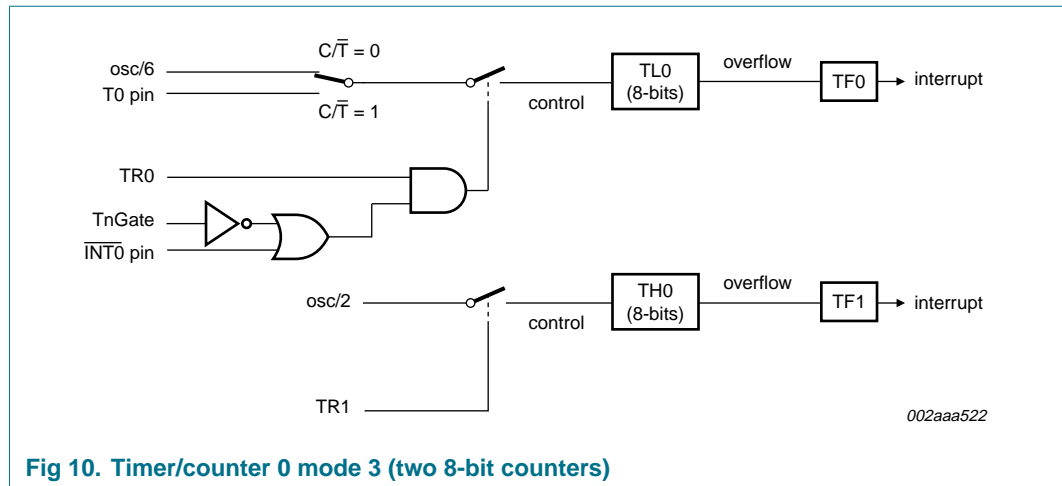 C/T̅ = 0
osc/6
T0 pin
C/T̅ = 1
TL0
(8-bits)
control
overflow
TF0
interrupt
TR0
TnGate
I̅N̅T̅0̅ pin
osc/2
TH0
(8-bits)
control
overflow
TF1
interrupt
TR1
002aaa522
Fig 10. Timer/counter 0 mode 3 (two 8-bit counters)